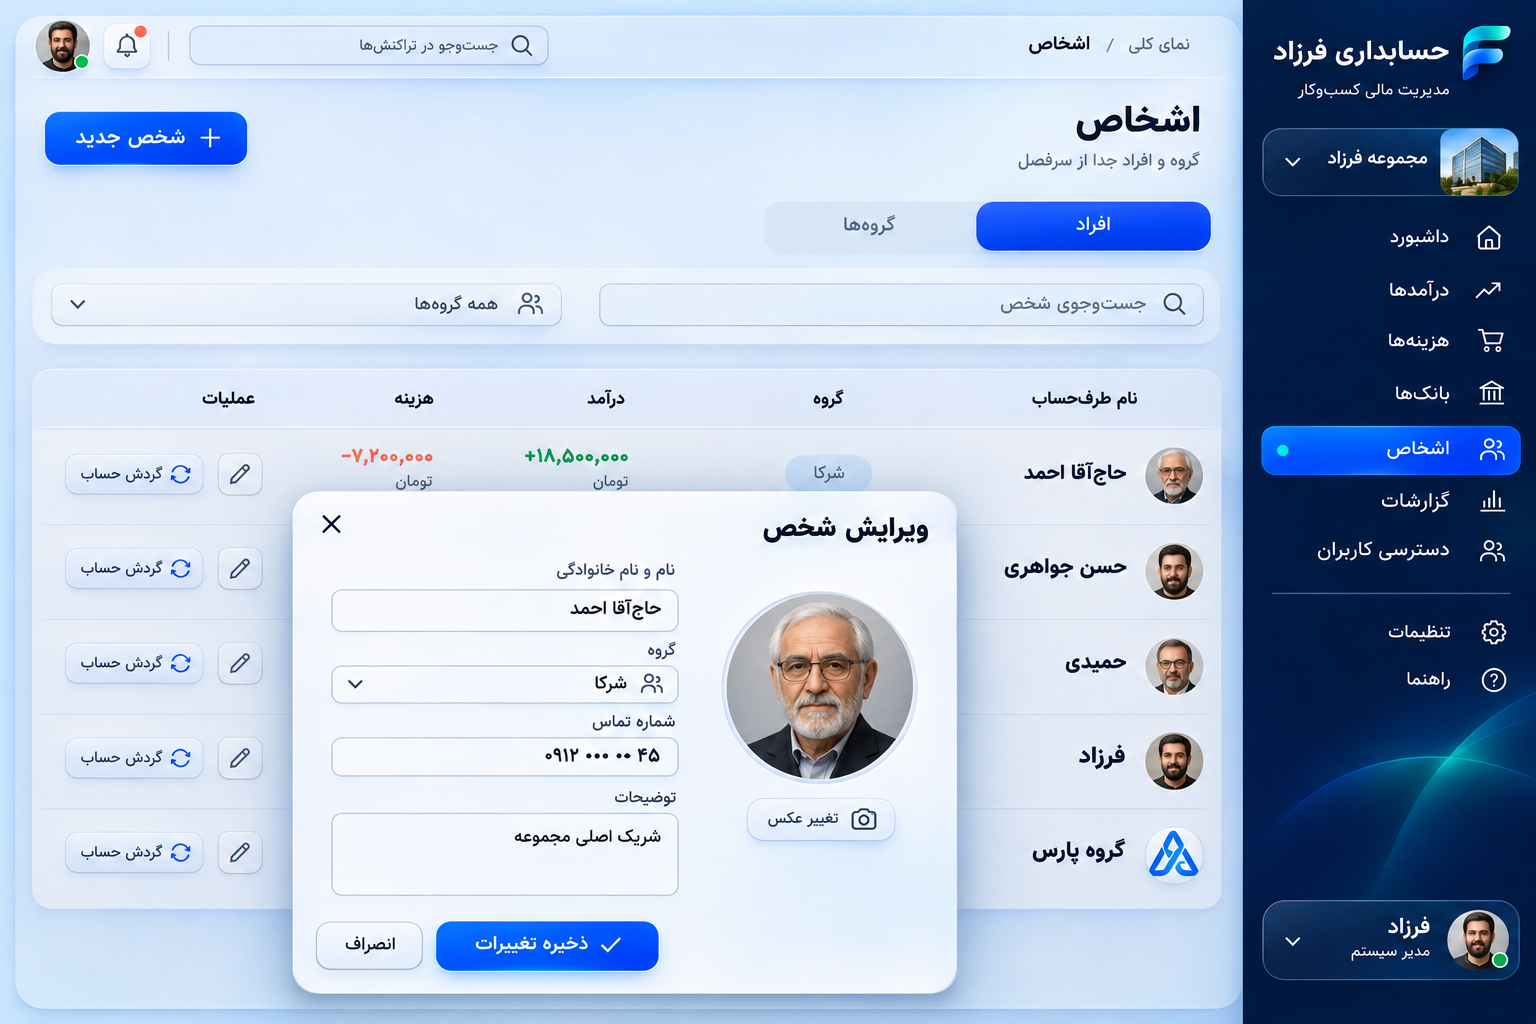 حسابداری فرزاد
مدیریت مالی کسب‌وکار
مجموعه فرزاد
داشبورد
درآمدها
هزینه‌ها
بانک‌ها
اشخاص
گزارشات
دسترسی کاربران
تنظیمات
راهنما
فرزاد
مدیر سیستم
نمای کلی / اشخاص
جست‌وجو در تراکنش‌ها
اشخاص
گروه و افراد جدا از سرفصل
شخص جدید
افراد
گروه‌ها
جست‌وجوی شخص
همه گروه‌ها
نام طرف‌حساب گروه درآمد هزینه عملیات
حاج‌آقا احمد شرکا +۱۸,۵۰۰,۰۰۰ −۷,۲۰۰,۰۰۰ گردش حساب
تومان تومان
حسن جواهری گردش حساب
حمیدی گردش حساب
فرزاد گردش حساب
گروه پارس گردش حساب
ویرایش شخص
نام و نام خانوادگی
حاج‌آقا احمد
گروه
شرکا
شماره تماس
۰۹۱۲ ••• •• ۴۵
توضیحات
شریک اصلی مجموعه
تغییر عکس
ذخیره تغییرات
انصراف